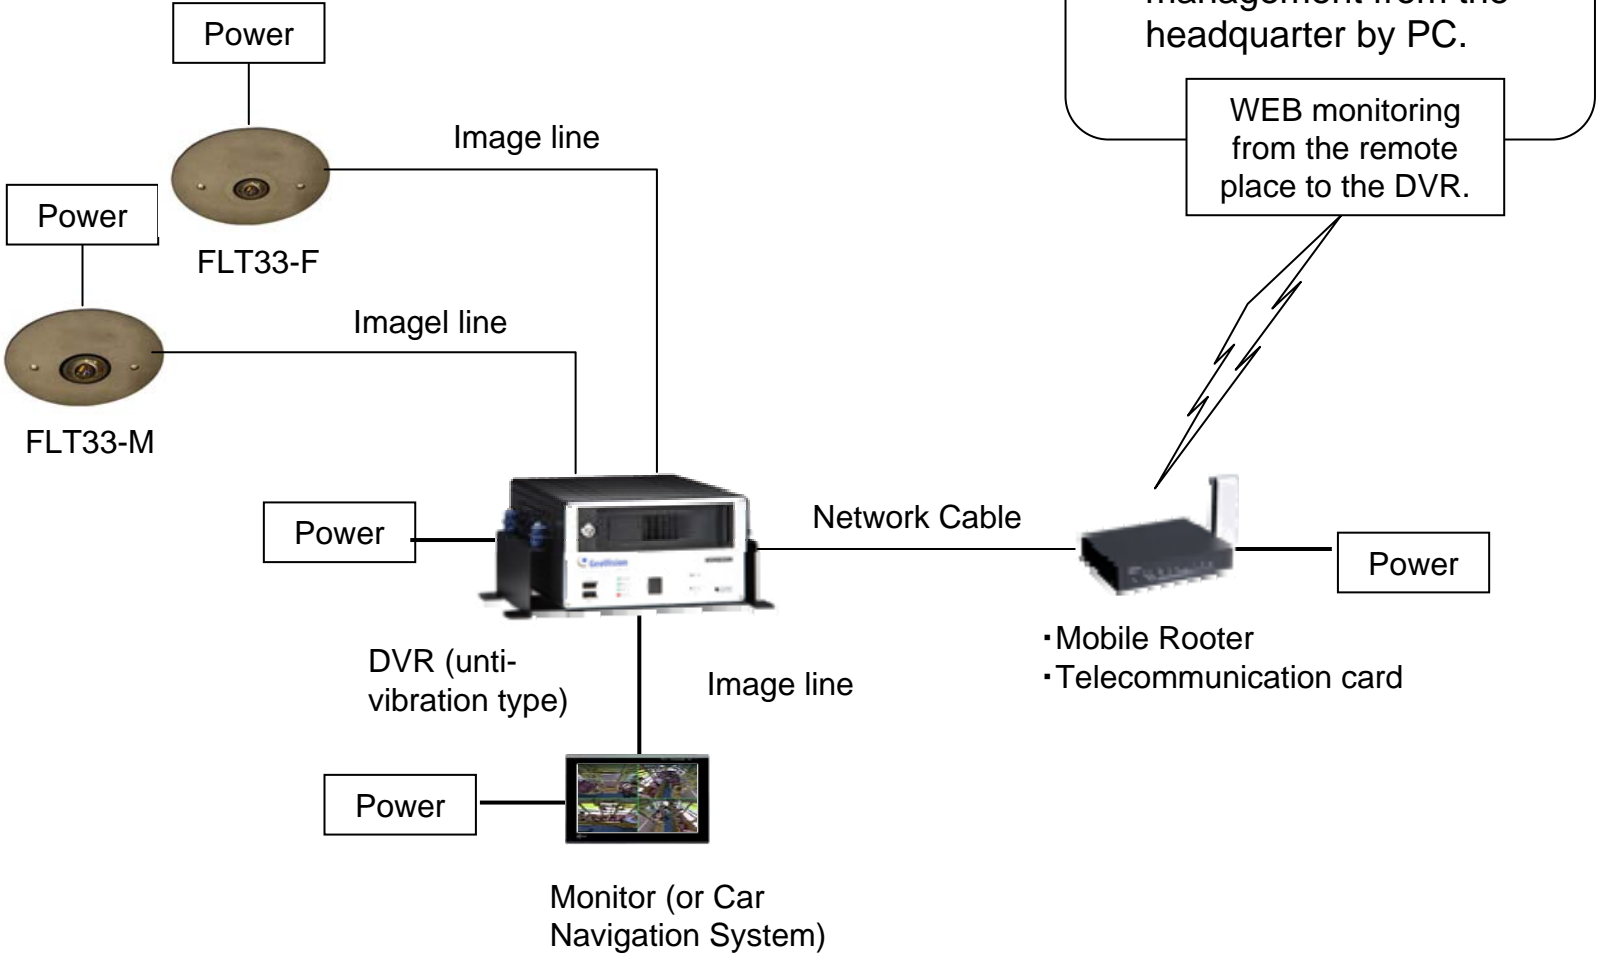 management from the
headquarter by PC.
WEB monitoring
from the remote
place to the DVR.
Power
Image line
Power
FLT33-F
Imagel line
FLT33-M
Power
GeoVision
Network Cable
Power
DVR (unti-
vibration type)
Image line
・Mobile Rooter
・Telecommunication card
Power
Monitor (or Car
Navigation System)